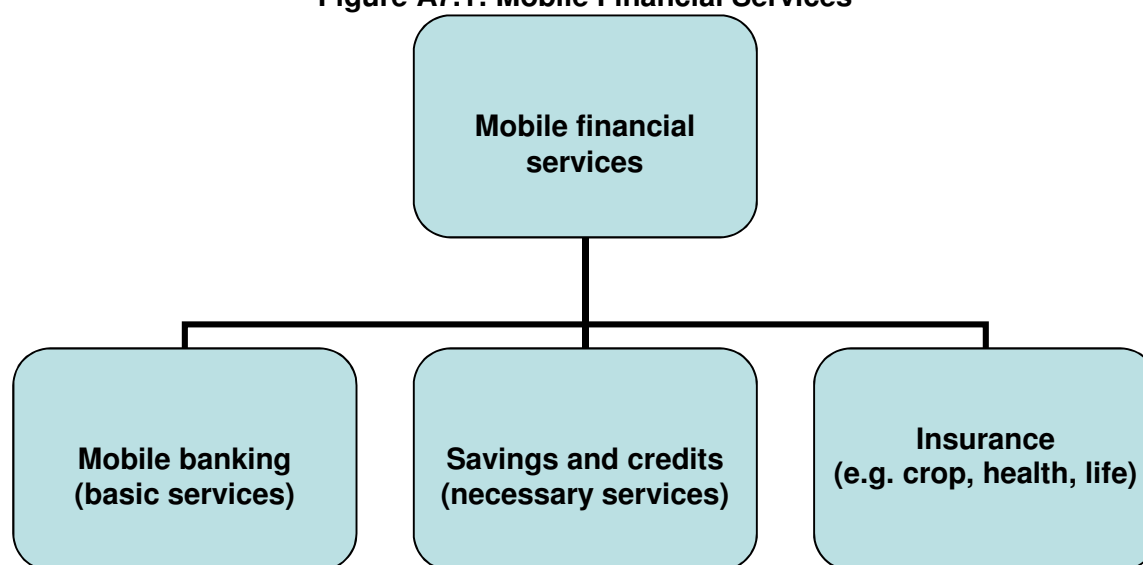 Figure A7.1: Mobile Financial Services
Mobile financial
services
Mobile banking
(basic services)
Savings and credits
(necessary services)
Insurance
(e.g. crop, health, life)